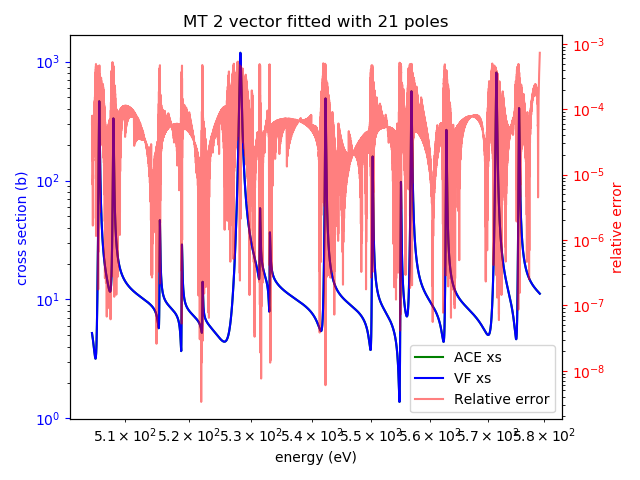 MT 2 vector fitted with 21 poles
10³
10²
10¹
10⁰
cross section (b)
10⁻³
10⁻⁴
10⁻⁵
10⁻⁶
10⁻⁷
10⁻⁸
relative error
ACE xs
VF xs
Relative error
5.1 × 10² 5.2 × 10² 5.3 × 10² 5.4 × 10² 5.5 × 10² 5.6 × 10² 5.7 × 10² 5.8 × 10²
energy (eV)